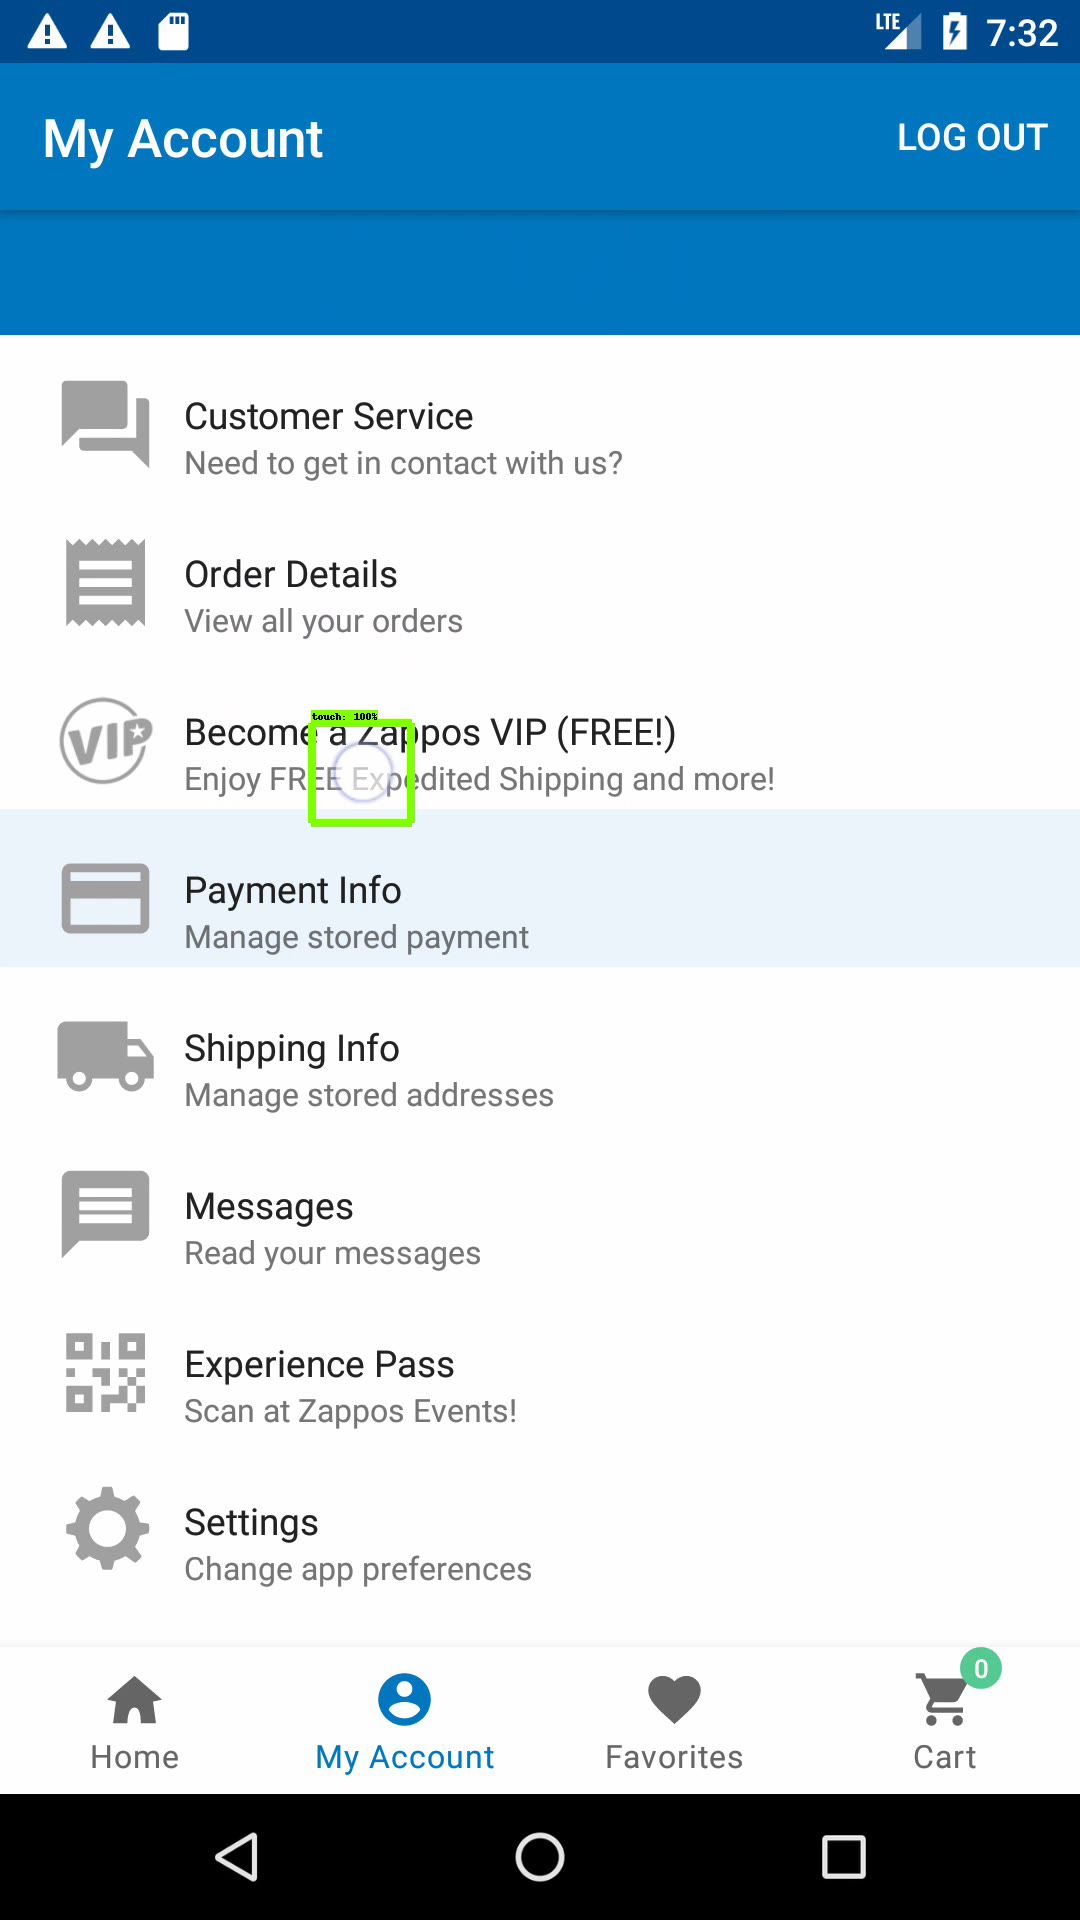 LTE 7:32
My Account LOG OUT
Customer Service
Need to get in contact with us?
Order Details
View all your orders
touch: 100%
VIP Become a Zappos VIP (FREE!)
Enjoy FREE Expedited Shipping and more!
Payment Info
Manage stored payment
Shipping Info
Manage stored addresses
Messages
Read your messages
Experience Pass
Scan at Zappos Events!
Settings
Change app preferences
0
Home My Account Favorites Cart